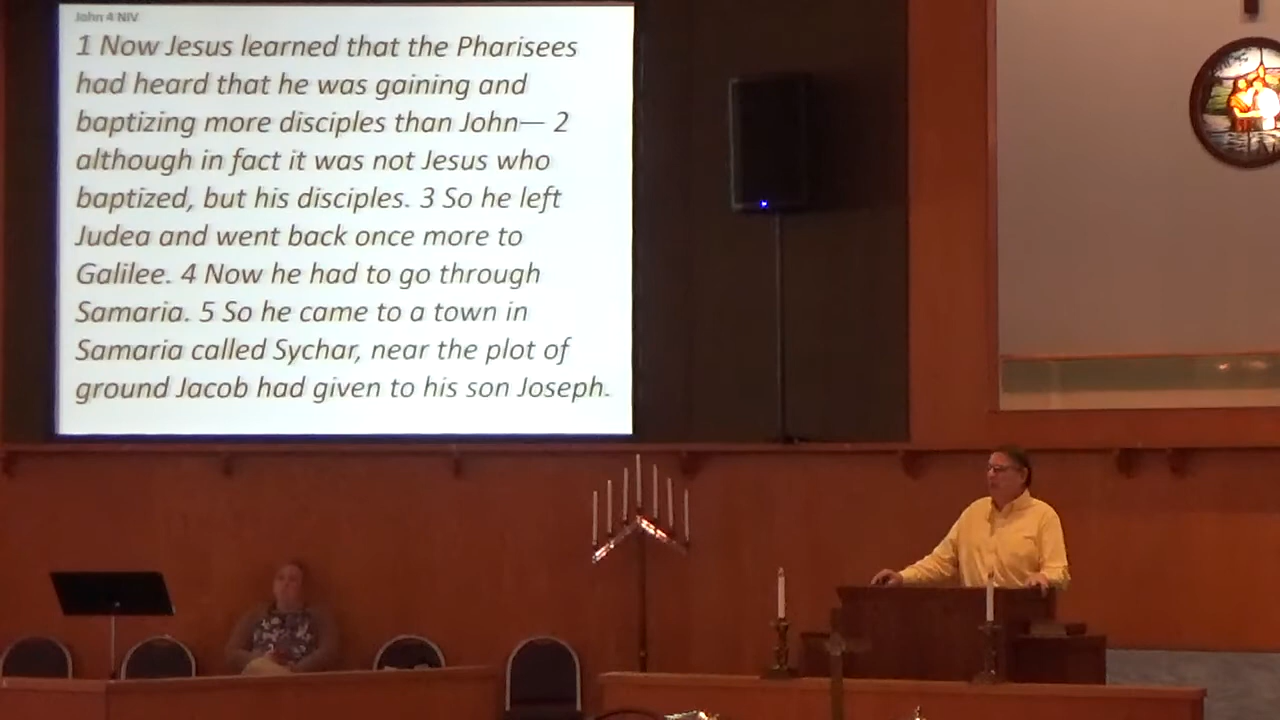 John 4 NIV
1 Now Jesus learned that the Pharisees
had heard that he was gaining and
baptizing more disciples than John— 2
although in fact it was not Jesus who
baptized, but his disciples. 3 So he left
Judea and went back once more to
Galilee. 4 Now he had to go through
Samaria. 5 So he came to a town in
Samaria called Sychar, near the plot of
ground Jacob had given to his son Joseph.